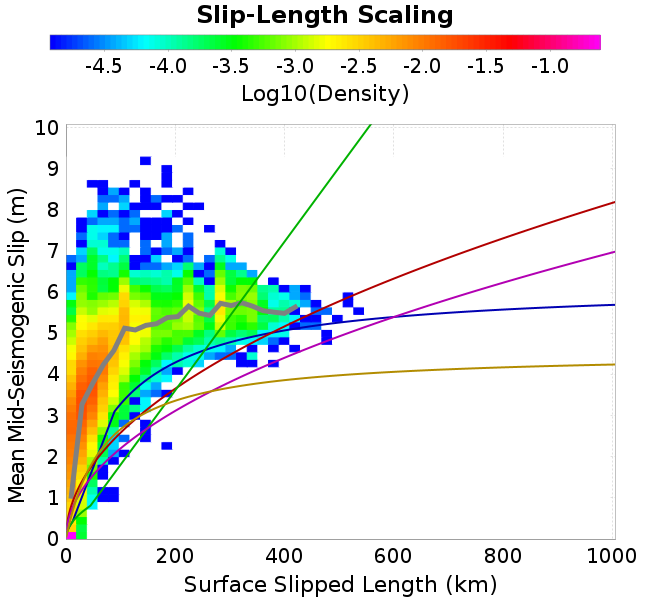 Slip-Length Scaling
-4.5 -4.0 -3.5 -3.0 -2.5 -2.0 -1.5 -1.0
Log10(Density)
10
9
8
7
6
5
4
3
2
1
0
Mean Mid-Seismogenic Slip (m)
0 200 400 600 800 1000
Surface Slipped Length (km)